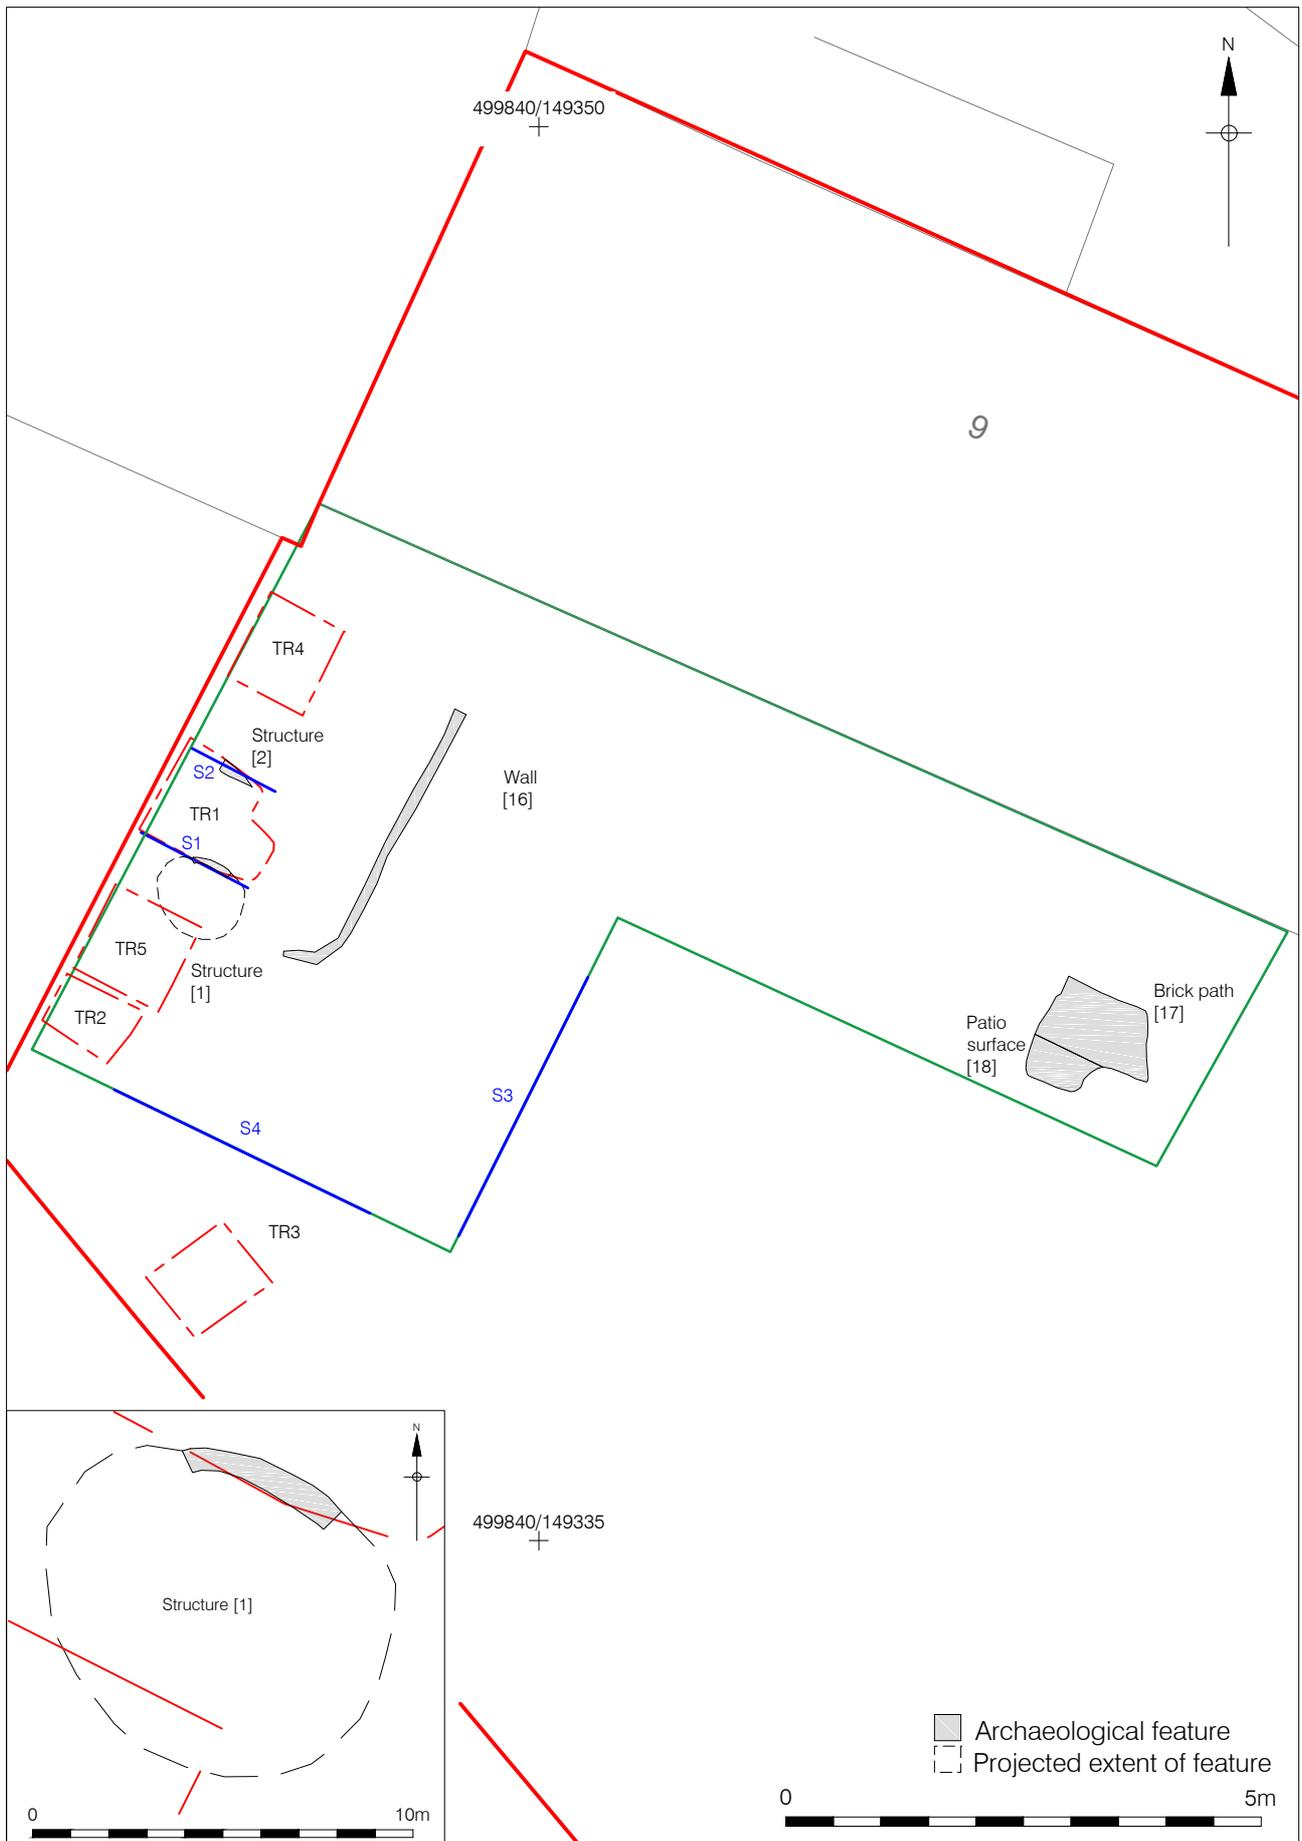 N
499840/149350
9
TR4
Structure
[2]
S2
TR1
S1
Wall
[16]
TR5
Structure
[1]
TR2
Brick path
[17]
Patio
surface
[18]
S3
S4
TR3
N
499840/149335
Structure [1]
Archaeological feature
Projected extent of feature
0
5m
0
10m